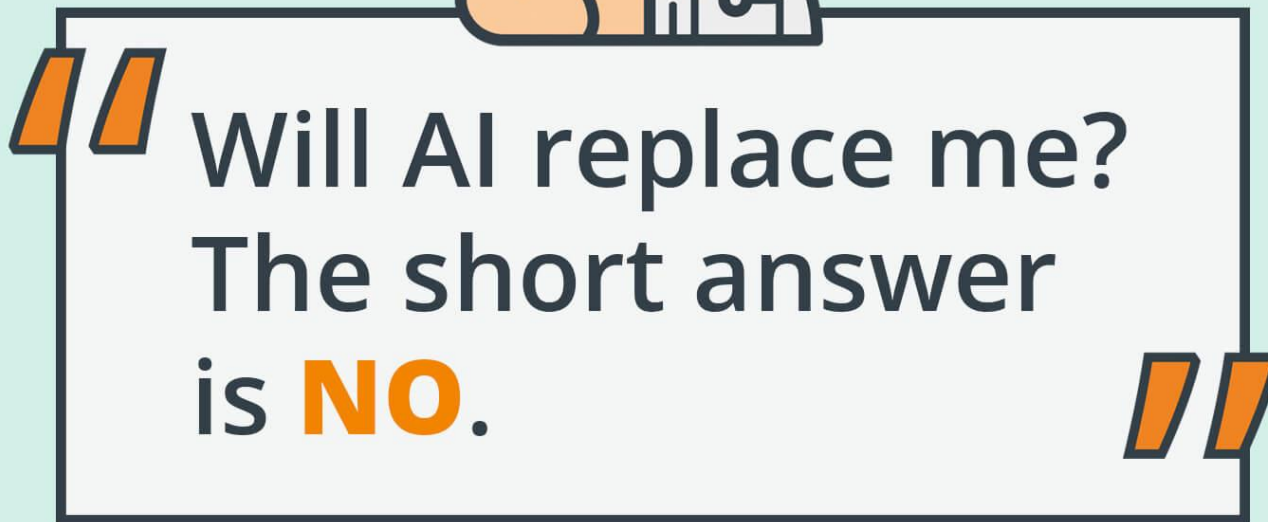 “Will AI replace me?
The short answer
is NO.”